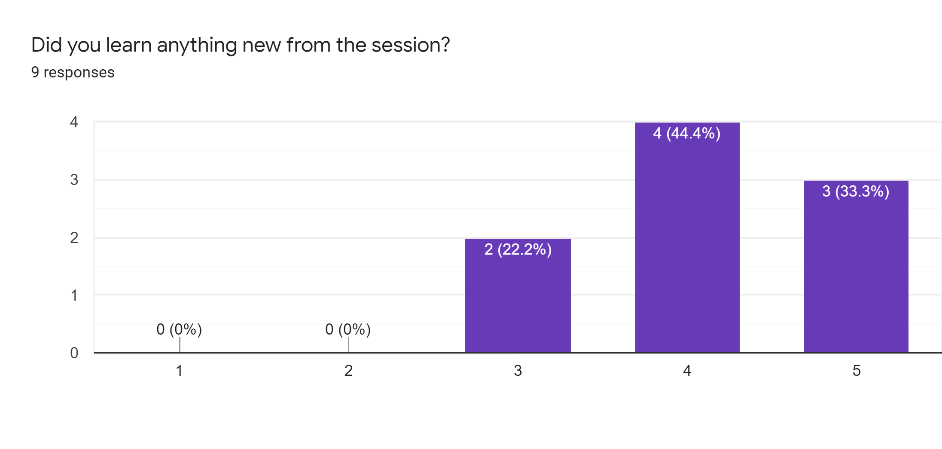 Did you learn anything new from the session?
9 responses
4
4 (44.4%)
3
3 (33.3%)
2
2 (22.2%)
1
0 (0%) 0 (0%)
0
1 2 3 4 5